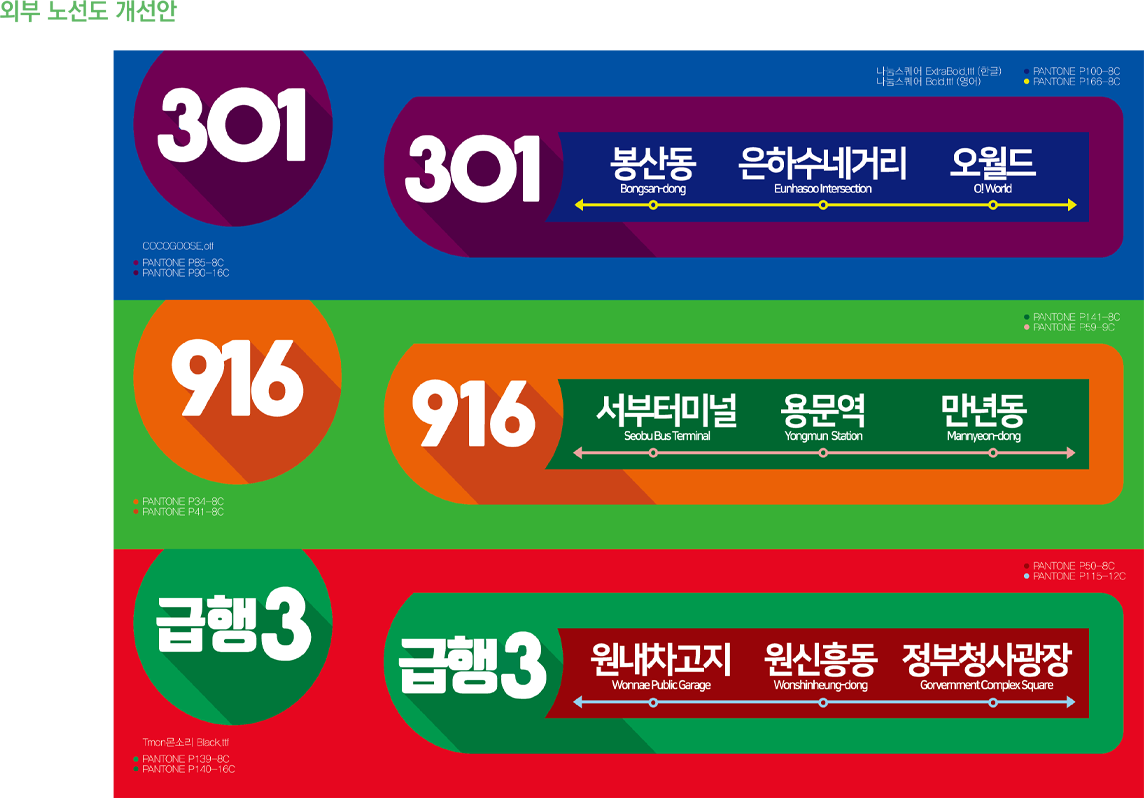 외부 노선도 개선안
301
COCOGOOSE.otf
PANTONE P85-8C
PANTONE P90-16C
나눔스퀘어 ExtraBold.ttf (한글)
나눔스퀘어 Bold.ttf (영어)
PANTONE P100-8C
PANTONE P166-8C
301
봉산동 은하수네거리 오월드
Bongsan-dong Eunhasoo Intersection O! World
916
PANTONE P34-8C
PANTONE P41-8C
PANTONE P141-8C
PANTONE P59-9C
916
서부터미널 용문역 만년동
Seobu Bus Terminal Yongmun Station Mannyeon-dong
급행3
Tmon몬소리 Black.ttf
PANTONE P139-8C
PANTONE P140-16C
PANTONE P50-8C
PANTONE P115-12C
급행3
원내차고지 원신흥동 정부청사광장
Wonnae Public Garage Wonshinheung-dong Gorvernment Complex Square